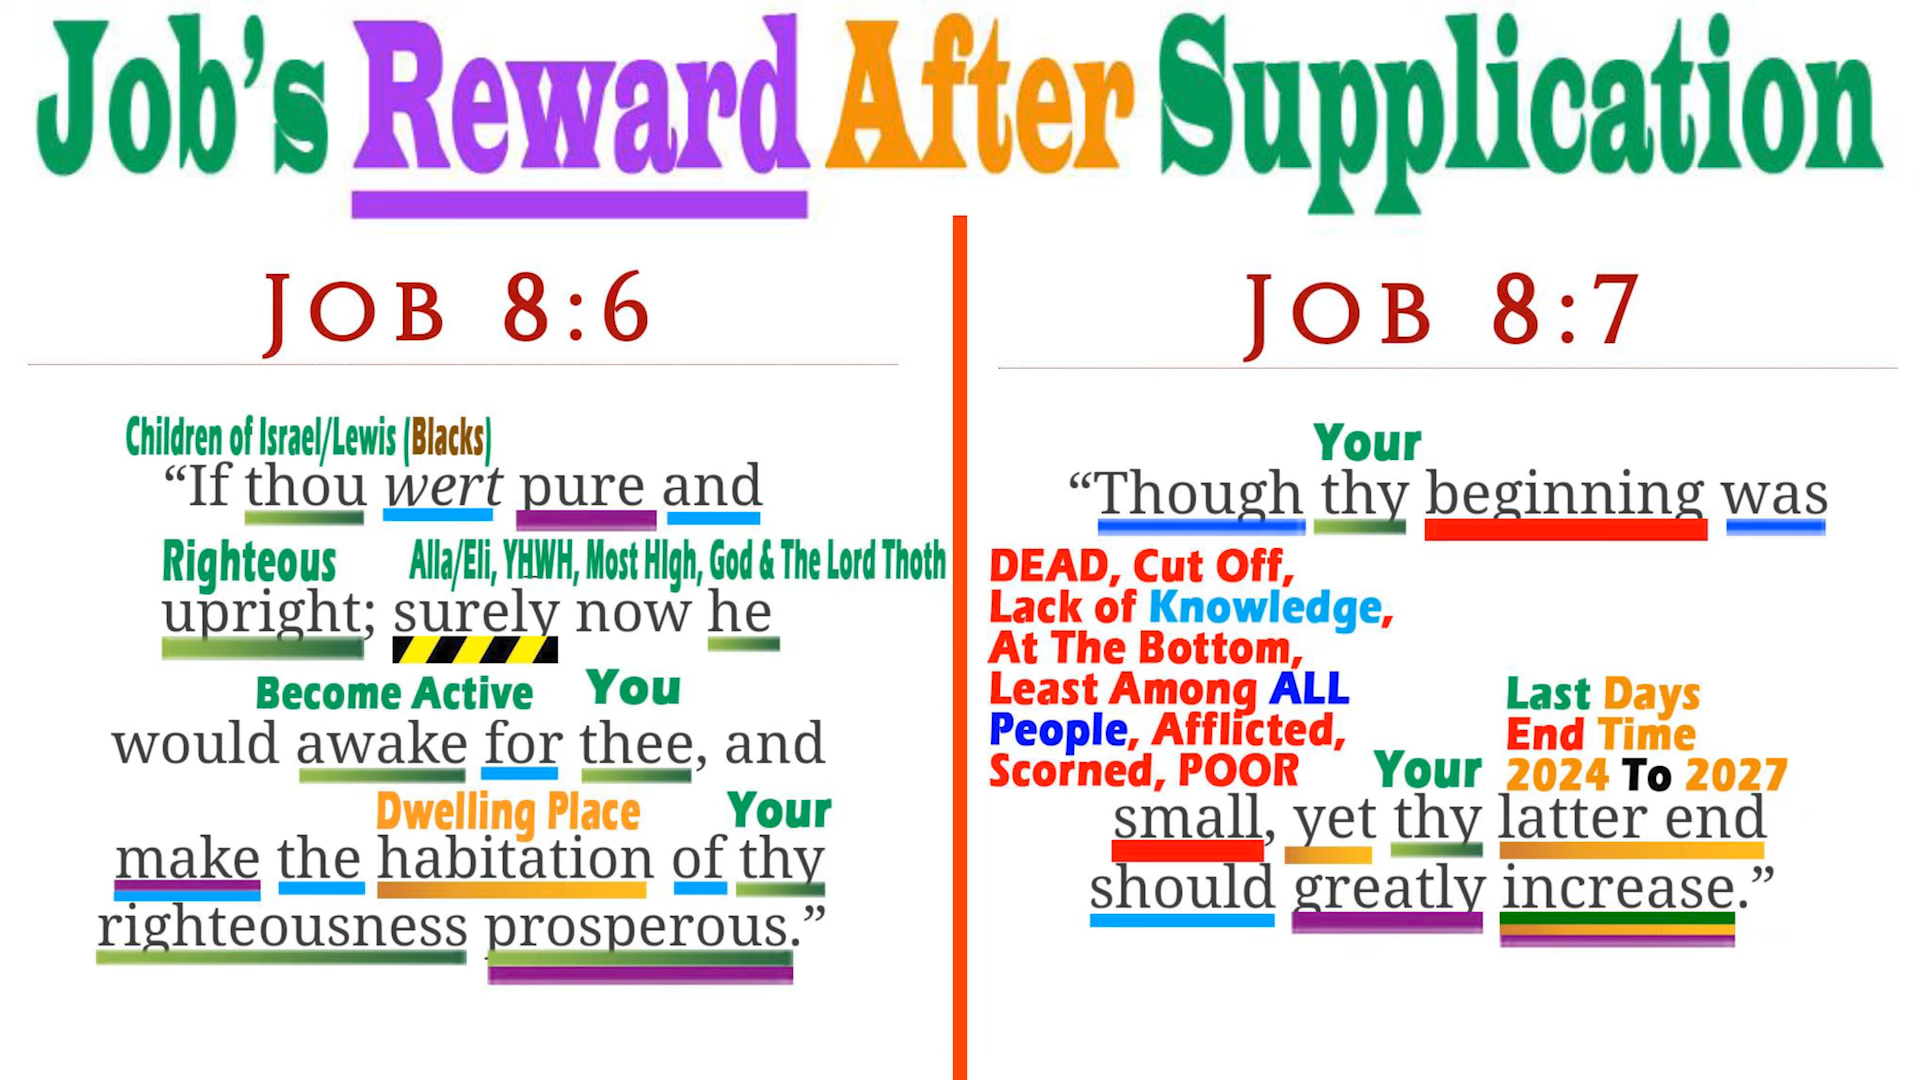 Job's Reward After Supplication
Job 8:6
Children of Israel/Lewis (Blacks)
“If thou wert pure and
Righteous Alla/Eli, YHWH, Most HIgh, God & The Lord Thoth
upright; surely now he
Become Active You
would awake for thee, and
Dwelling Place Your
make the habitation of thy
righteousness prosperous.”
Job 8:7
Your
“Though thy beginning was
DEAD, Cut Off,
Lack of Knowledge,
At The Bottom,
Least Among ALL
People, Afflicted,
Scorned, POOR
Your
Last Days
End Time
2024 To 2027
small, yet thy latter end
should greatly increase.”